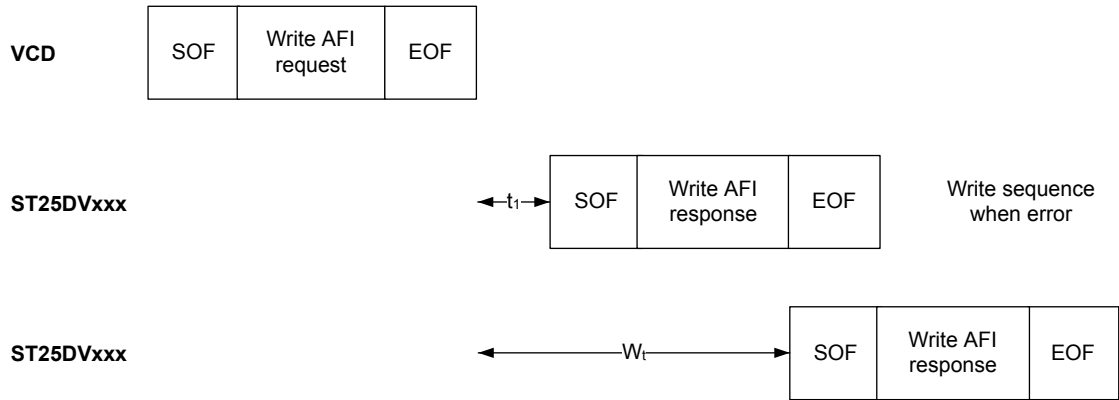 VCD
SOF
Write AFI
request
EOF
ST25DVxxx
t1
SOF
Write AFI
response
EOF
Write sequence
when error
ST25DVxxx
Wt
SOF
Write AFI
response
EOF